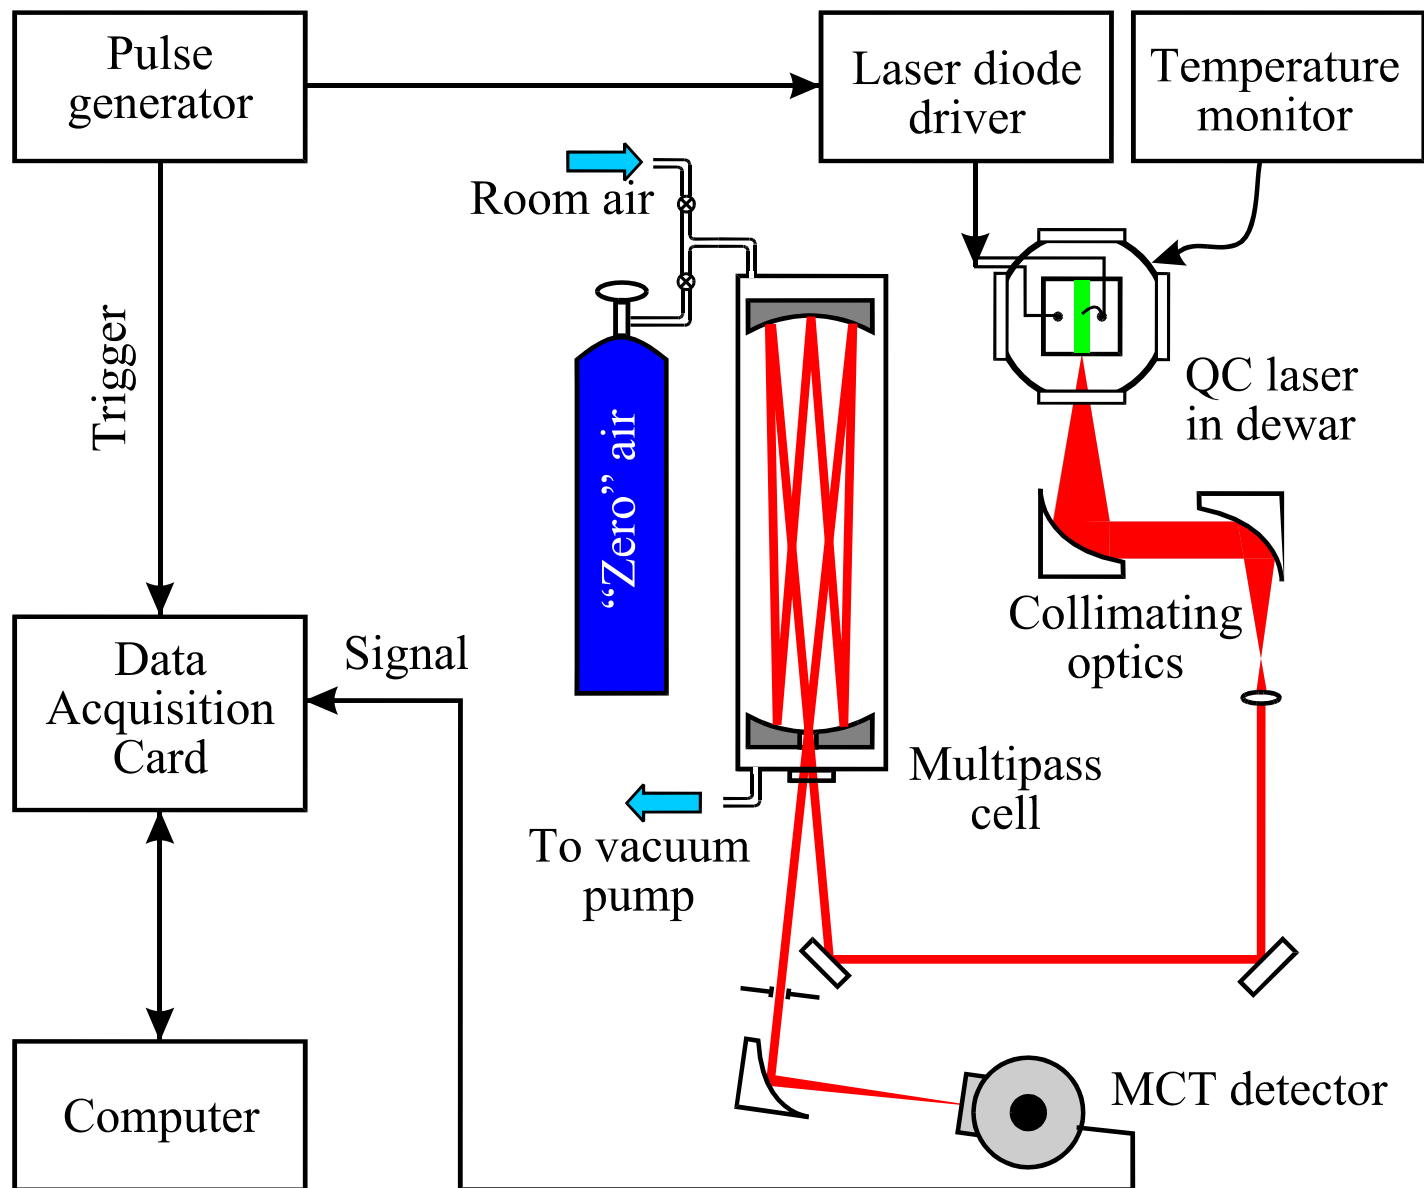 Pulse
generator
Laser diode
driver
Temperature
monitor
Room air
Trigger
“Zero” air
QC laser
in dewar
Collimating
optics
Signal
Data
Acquisition
Card
Multipass
cell
To vacuum
pump
Computer
MCT detector